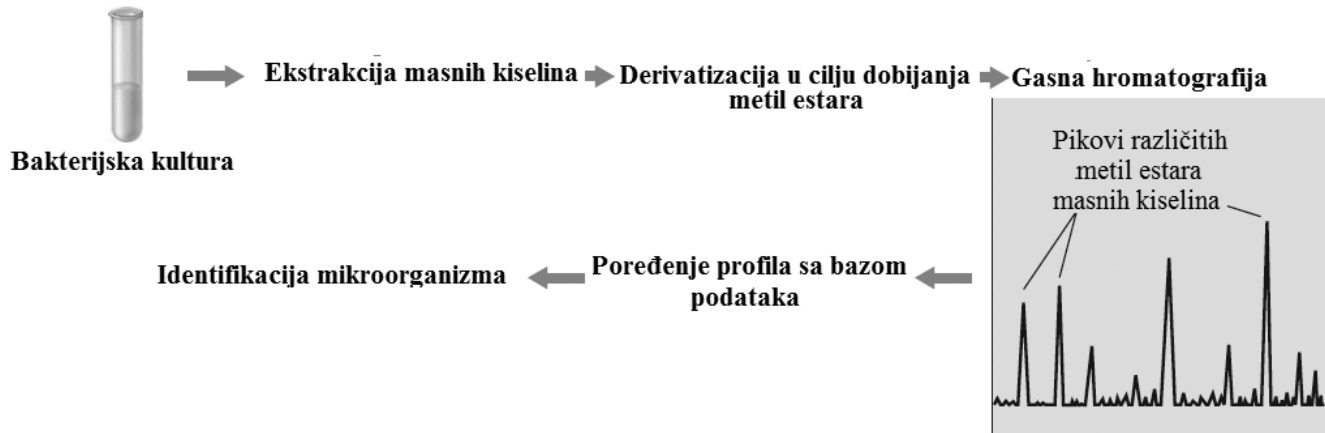 Bakterijska kultura
Ekstrakcija masnih kiselina
Derivatizacija u cilju dobijanja
metil estara
Gasna hromatografija
Pikovi različitih
metil estara
masnih kiselina
Poređenje profila sa bazom
podataka
Identifikacija mikroorganizma